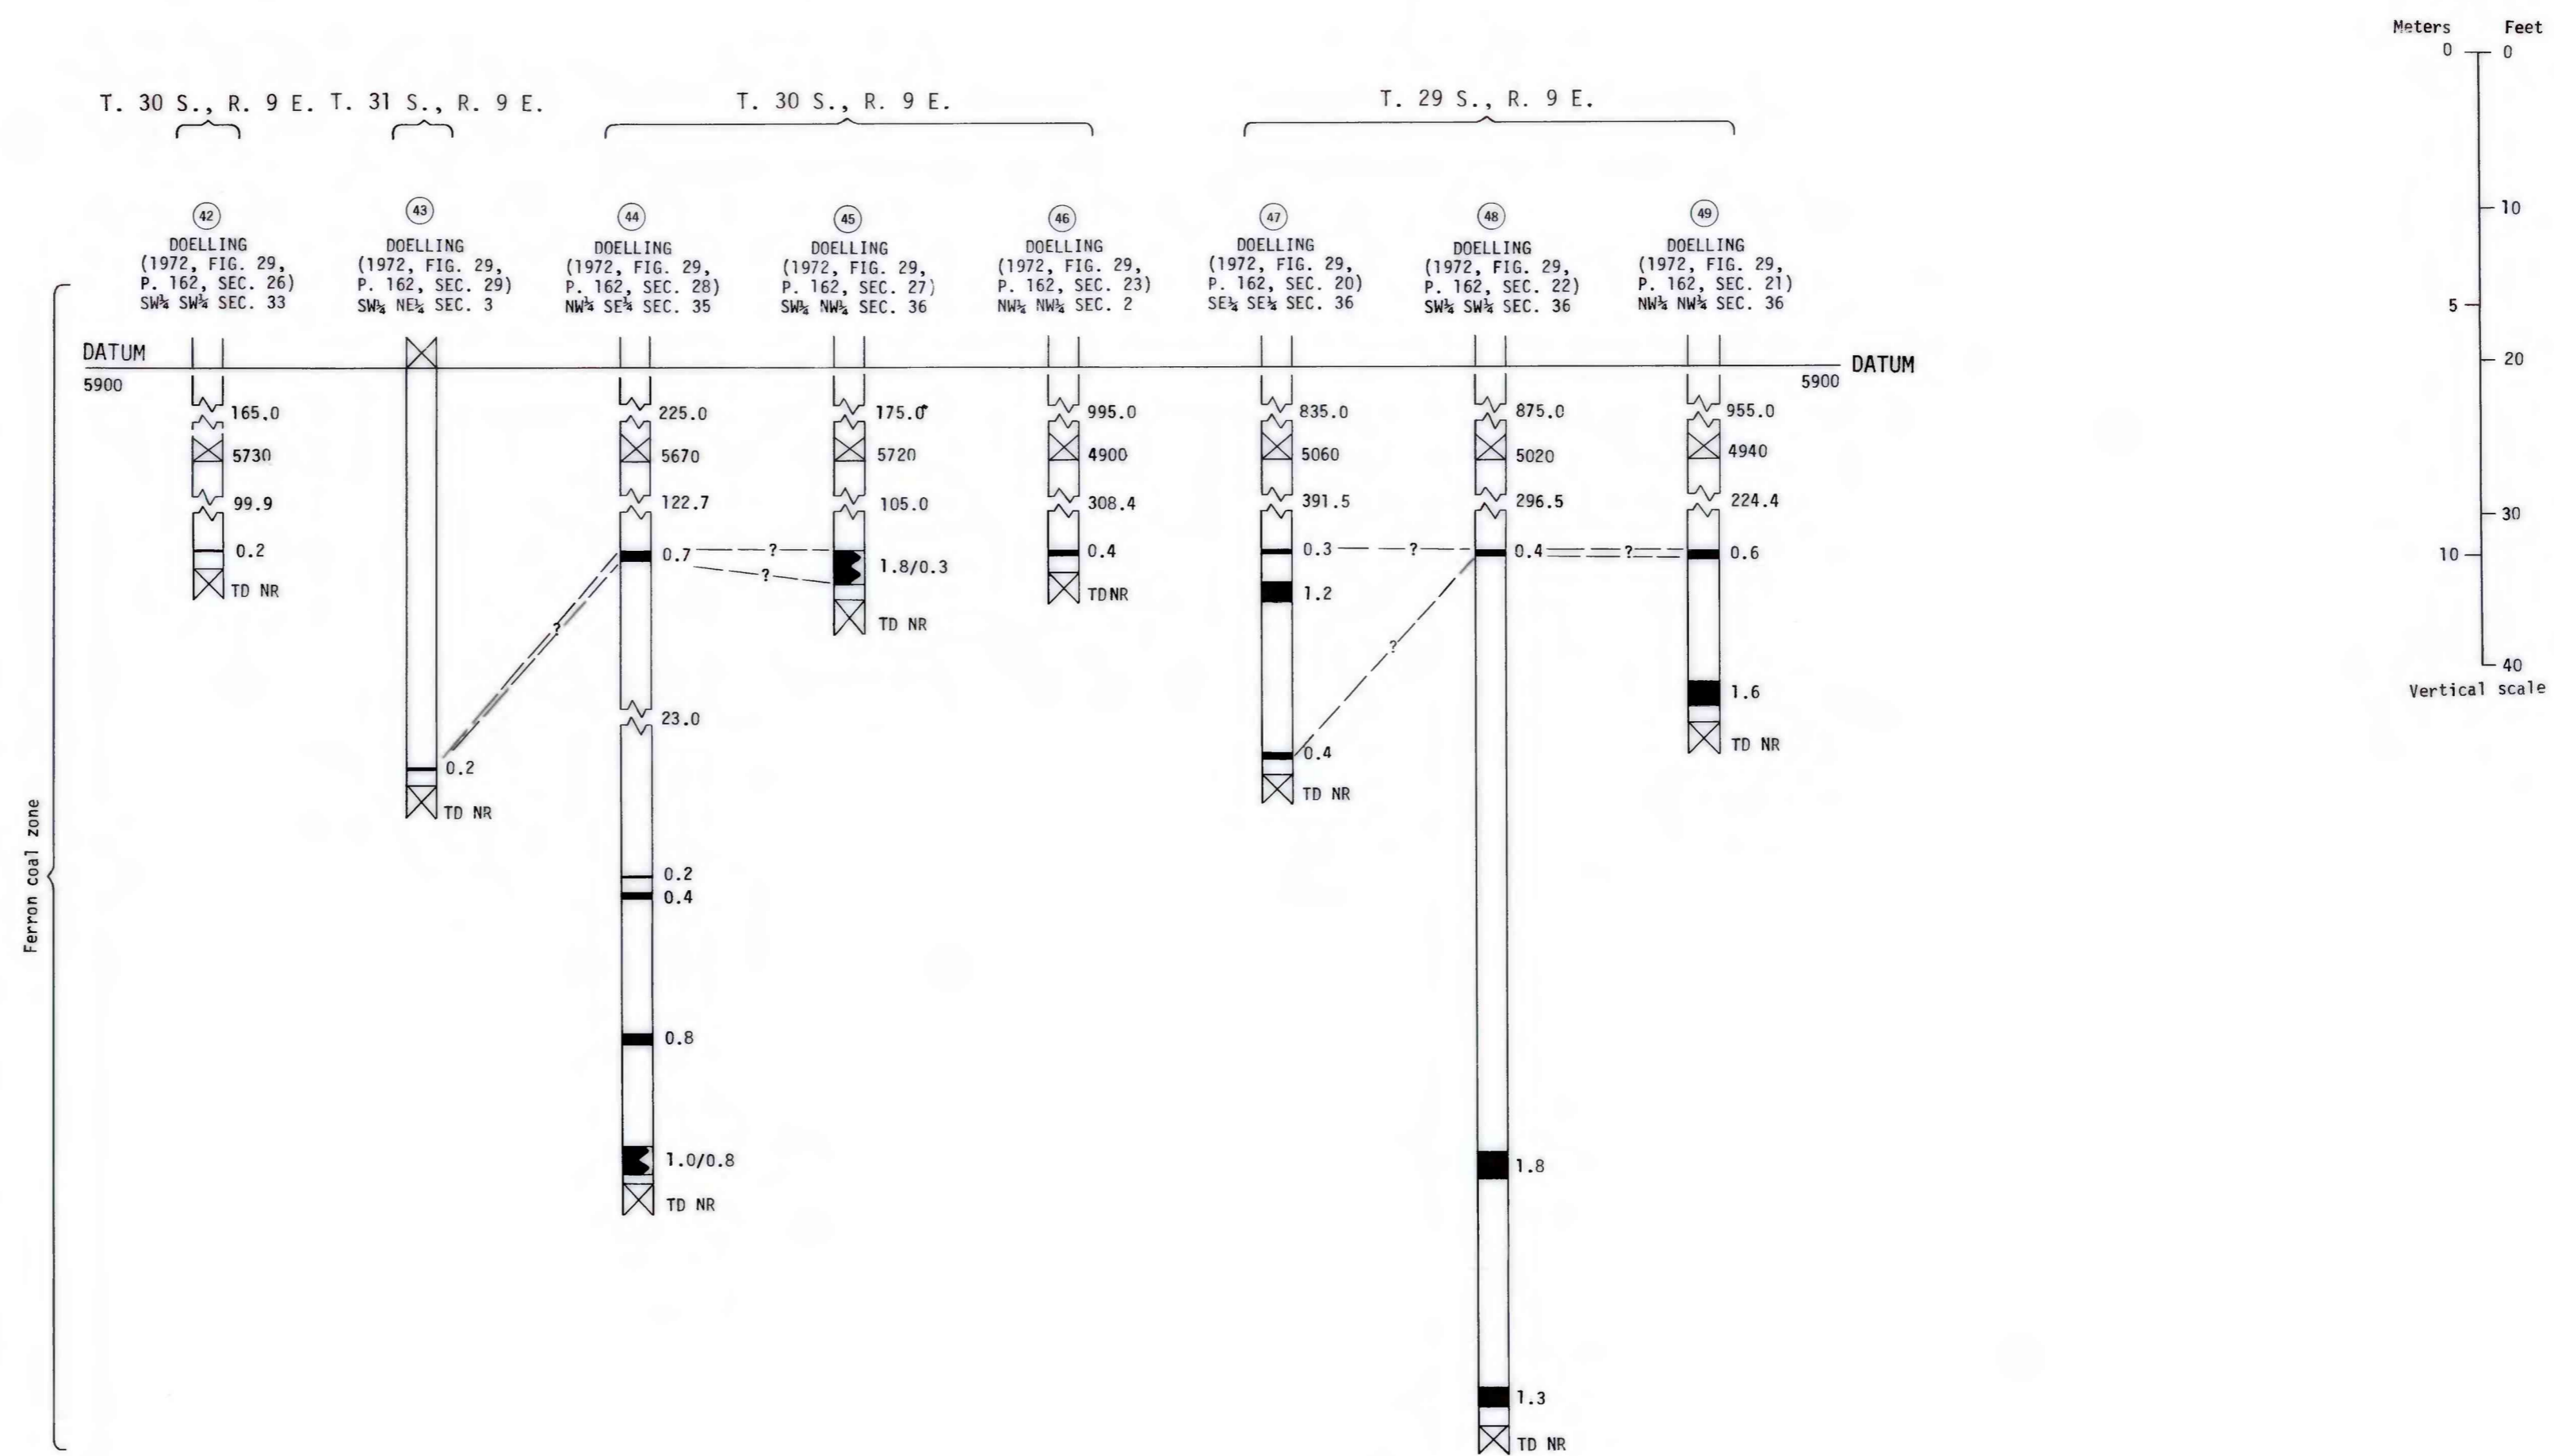 Meters Feet
0 0
10
5
20
30
10
40
Vertical scale
T. 30 S., R. 9 E. T. 31 S., R. 9 E.
T. 30 S., R. 9 E.
T. 29 S., R. 9 E.
42
DOELLING
(1972, FIG. 29,
P. 162, SEC. 26)
SW¼ SW¼ SEC. 33
43
DOELLING
(1972, FIG. 29,
P. 162, SEC. 29)
SW¼ NE¼ SEC. 3
44
DOELLING
(1972, FIG. 29,
P. 162, SEC. 28)
NW¼ SE¼ SEC. 35
45
DOELLING
(1972, FIG. 29,
P. 162, SEC. 27)
SW¼ NW¼ SEC. 36
46
DOELLING
(1972, FIG. 29,
P. 162, SEC. 23)
NW¼ NW¼ SEC. 2
47
DOELLING
(1972, FIG. 29,
P. 162, SEC. 20)
SE¼ SE¼ SEC. 36
48
DOELLING
(1972, FIG. 29,
P. 162, SEC. 22)
SW¼ SW¼ SEC. 36
49
DOELLING
(1972, FIG. 29,
P. 162, SEC. 21)
NW¼ NW¼ SEC. 36
DATUM
5900
DATUM
5900
165.0
5730
99.9
0.2
TD NR
0.2
TD NR
?
225.0
5670
122.7
0.7
23.0
0.2
0.4
0.8
1.0/0.8
TD NR
?
?
175.0
5720
105.0
1.8/0.3
TD NR
995.0
4900
308.4
0.4
TDNR
835.0
5060
391.5
0.3
1.2
0.4
TD NR
?
?
875.0
5020
296.5
0.4
1.8
1.3
TD NR
?
955.0
4940
224.4
0.6
1.6
TD NR
Ferron coal zone